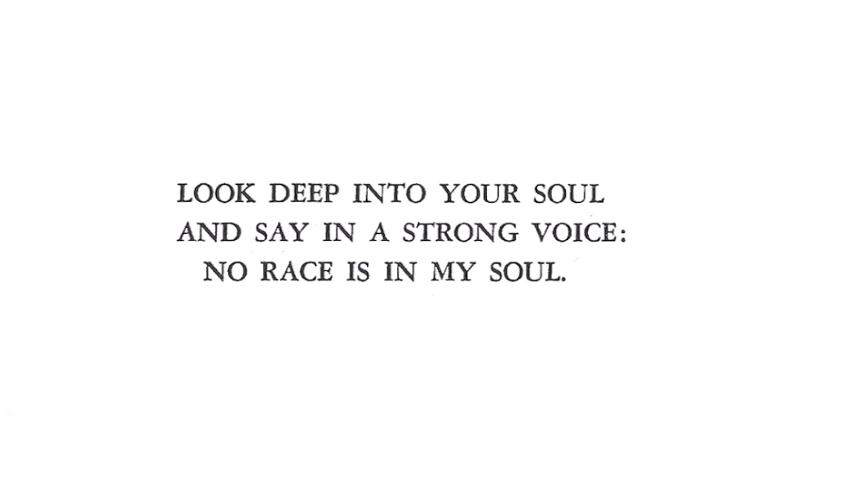 LOOK DEEP INTO YOUR SOUL
AND SAY IN A STRONG VOICE:
NO RACE IS IN MY SOUL.